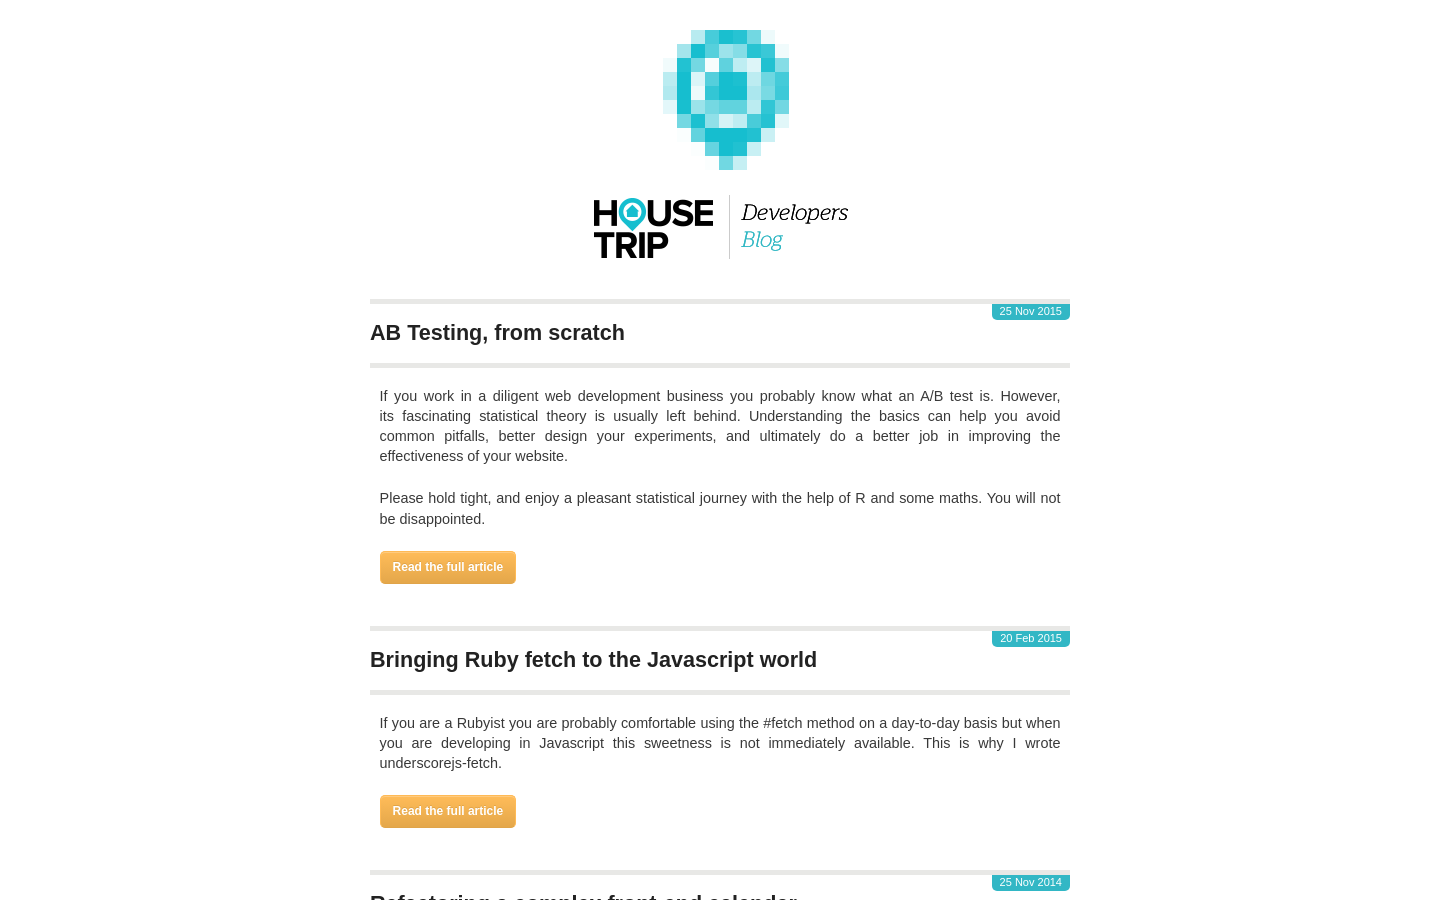 HOUSE
TRIP
Developers
Blog
25 Nov 2015
AB Testing, from scratch
If you work in a diligent web development business you probably know what an A/B test is. However,
its fascinating statistical theory is usually left behind. Understanding the basics can help you avoid
common pitfalls, better design your experiments, and ultimately do a better job in improving the
effectiveness of your website.
Please hold tight, and enjoy a pleasant statistical journey with the help of R and some maths. You will not
be disappointed.
Read the full article
20 Feb 2015
Bringing Ruby fetch to the Javascript world
If you are a Rubyist you are probably comfortable using the #fetch method on a day-to-day basis but when
you are developing in Javascript this sweetness is not immediately available. This is why I wrote
underscorejs-fetch.
Read the full article
25 Nov 2014
Refactoring a complex front-end calendar